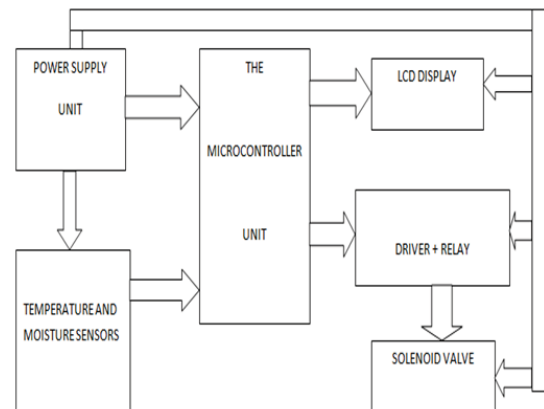 POWER SUPPLY
UNIT
THE
MICROCONTROLLER
UNIT
LCD DISPLAY
DRIVER + RELAY
TEMPERATURE AND
MOISTURE SENSORS
SOLENOID VALVE